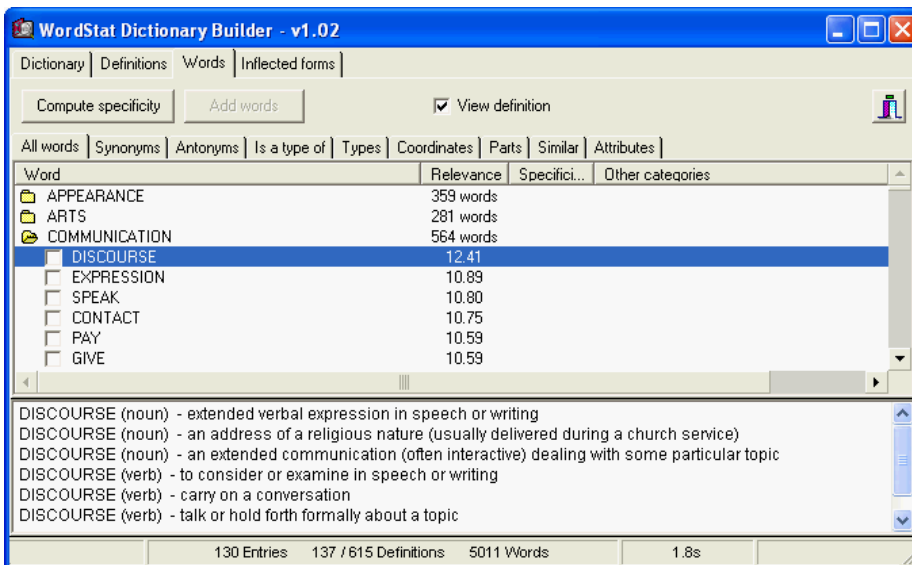 WordStat Dictionary Builder - v1.02
Dictionary Definitions Words Inflected forms
Compute specificity Add words View definition
All words Synonyms Antonyms Is a type of Types Coordinates Parts Similar Attributes
Word Relevance Specifici... Other categories
APPEARANCE 359 words
ARTS 281 words
COMMUNICATION 564 words
DISCOURSE 12.41
EXPRESSION 10.89
SPEAK 10.80
CONTACT 10.75
PAY 10.59
GIVE 10.59
DISCOURSE (noun) - extended verbal expression in speech or writing
DISCOURSE (noun) - an address of a religious nature (usually delivered during a church service)
DISCOURSE (noun) - an extended communication (often interactive) dealing with some particular topic
DISCOURSE (verb) - to consider or examine in speech or writing
DISCOURSE (verb) - carry on a conversation
DISCOURSE (verb) - talk or hold forth formally about a topic
130 Entries 137 / 615 Definitions 5011 Words 1.8s